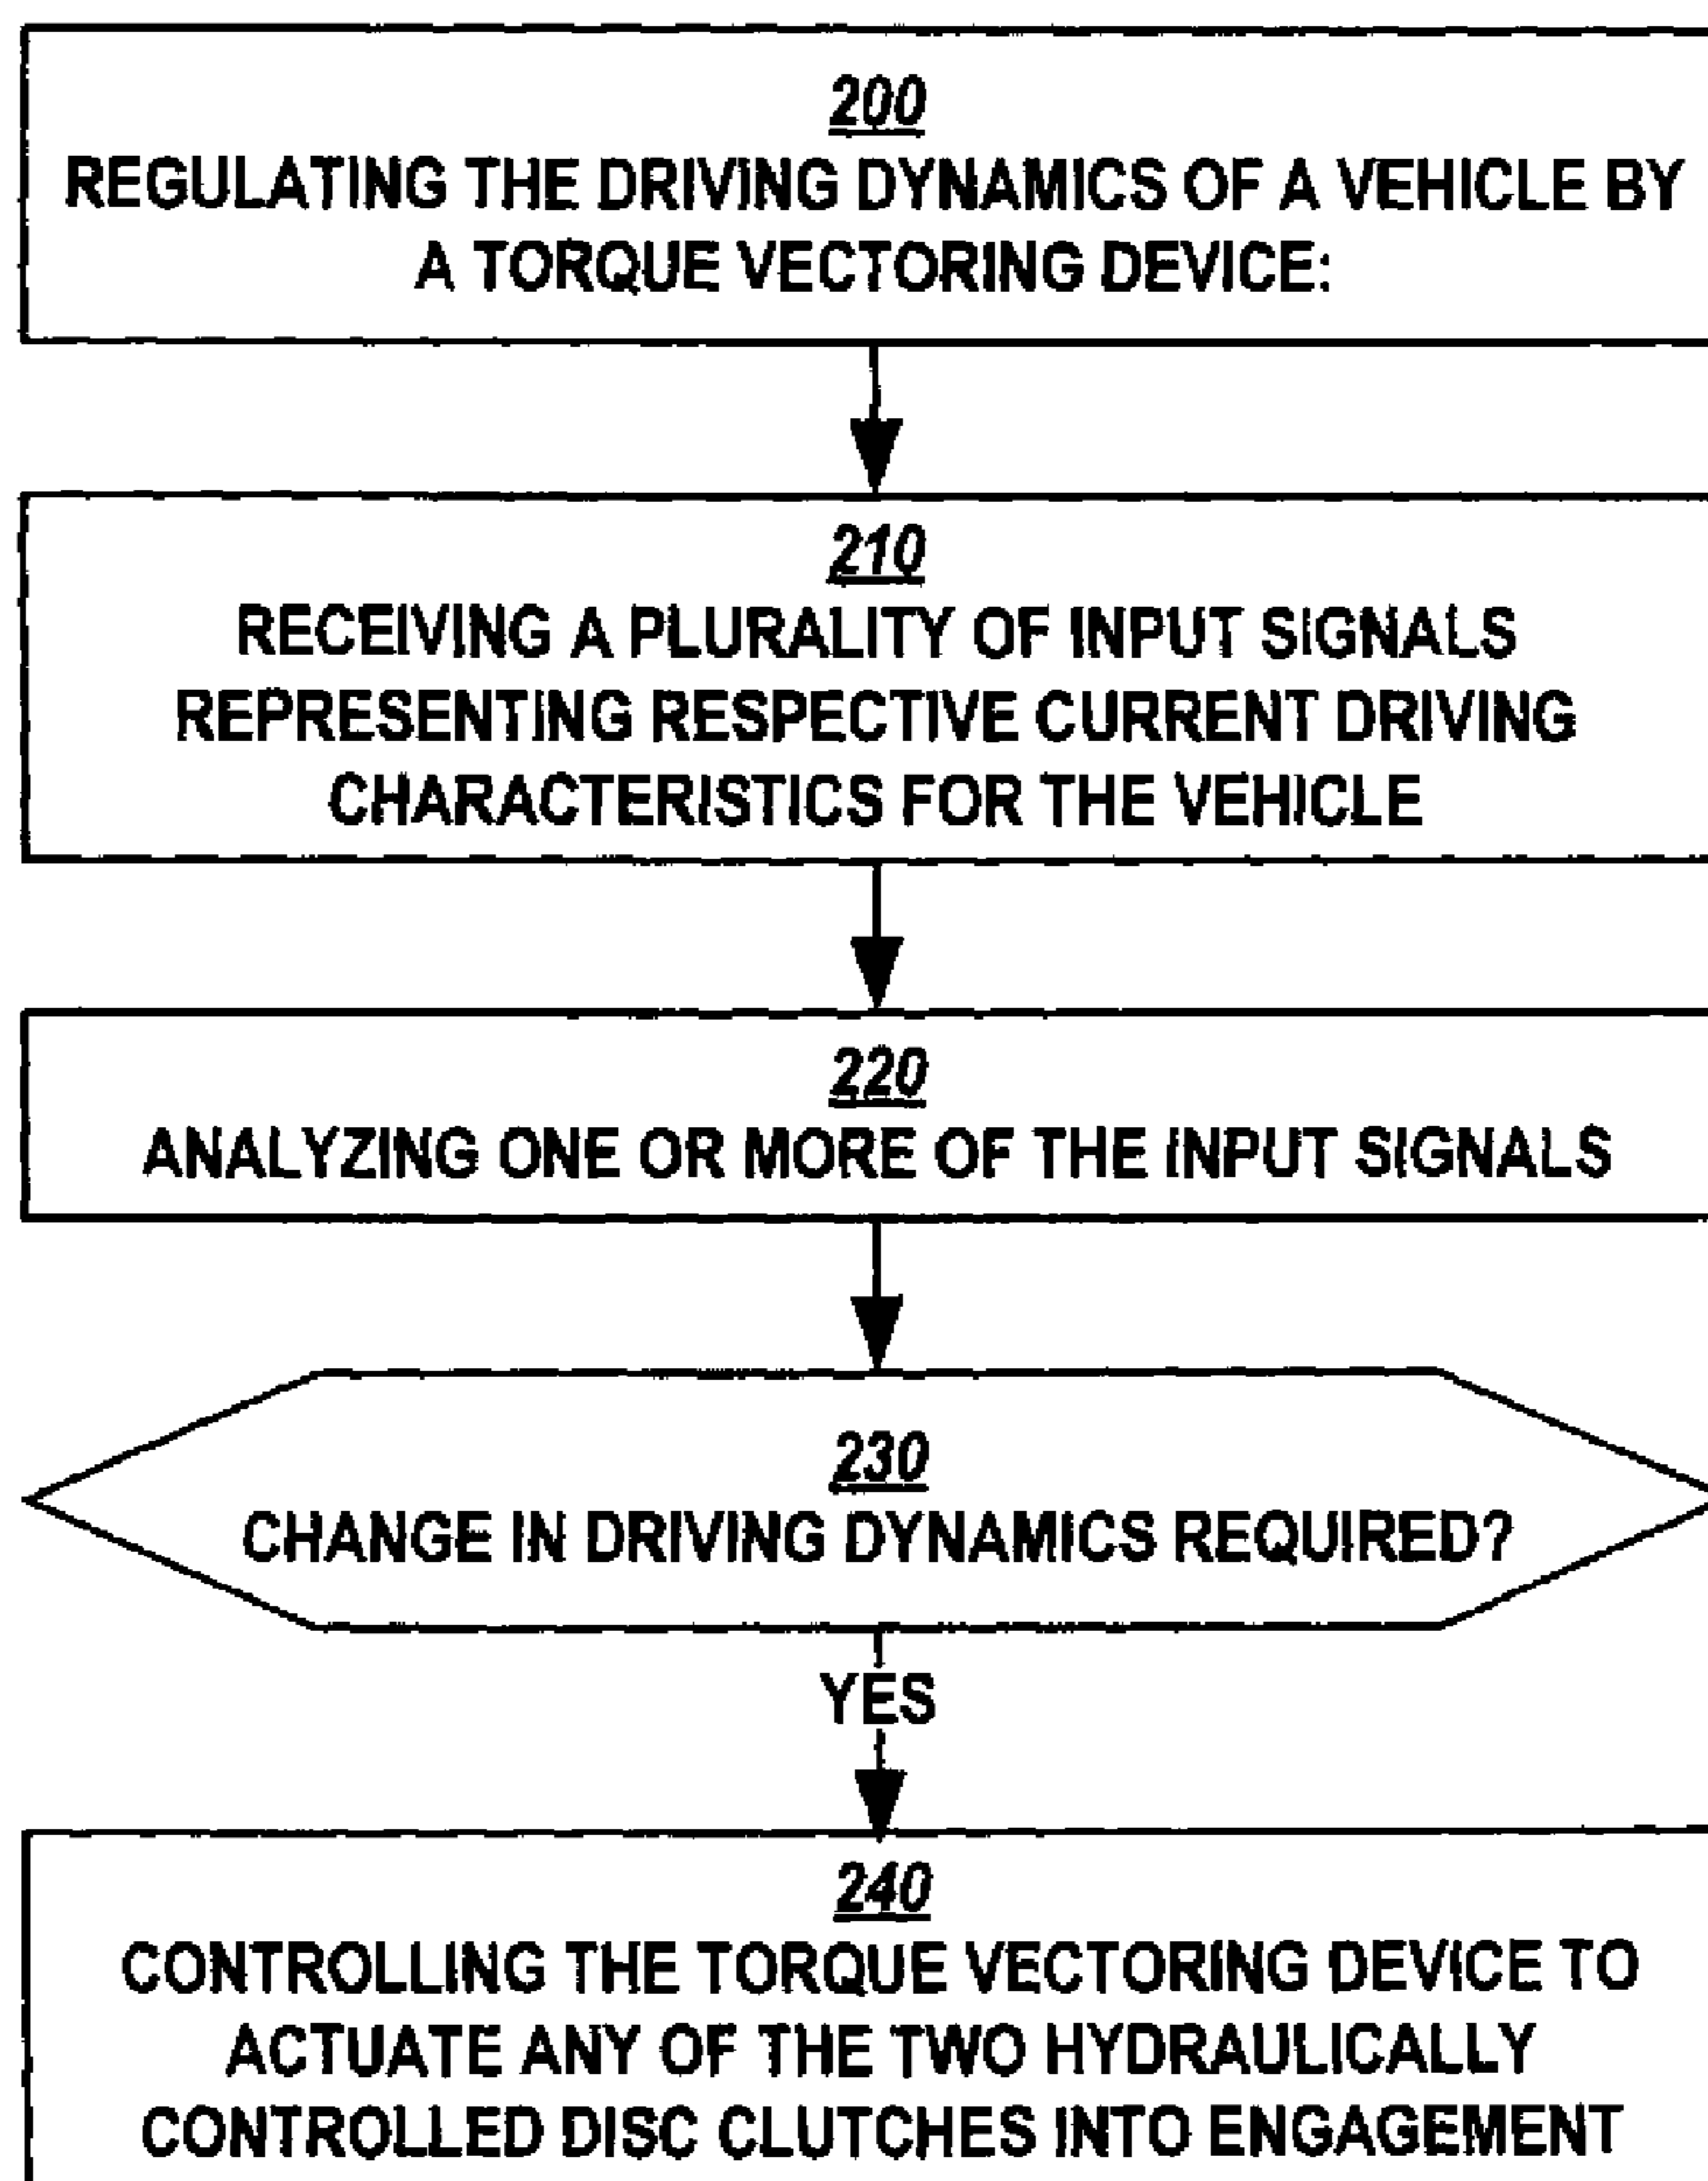 200
REGULATING THE DRIVING DYNAMICS OF A VEHICLE BY
A TORQUE VECTORING DEVICE:
210
RECEIVING A PLURALITY OF INPUT SIGNALS
REPRESENTING RESPECTIVE CURRENT DRIVING
CHARACTERISTICS FOR THE VEHICLE
220
ANALYZING ONE OR MORE OF THE INPUT SIGNALS
230
CHANGE IN DRIVING DYNAMICS REQUIRED?
YES
240
CONTROLLING THE TORQUE VECTORING DEVICE TO
ACTUATE ANY OF THE TWO HYDRAULICALLY
CONTROLLED DISC CLUTCHES INTO ENGAGEMENT